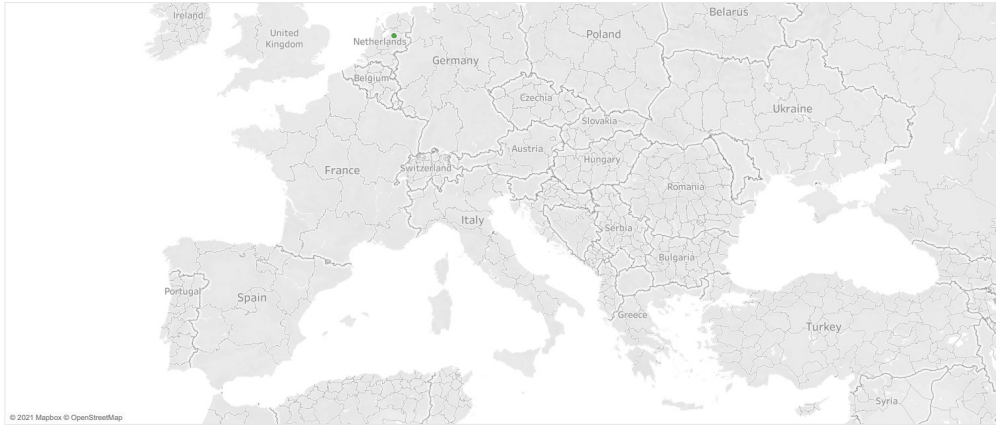 Ireland
Belarus
United
Kingdom
Netherlands
Poland
Germany
Belgium
Czechia
Ukraine
Slovakia
Austria
Hungary
France
Switzerland
Romania
Italy
Serbia
Bulgaria
Portugal
Spain
Greece
Turkey
Syria
© 2021 Mapbox © OpenStreetMap